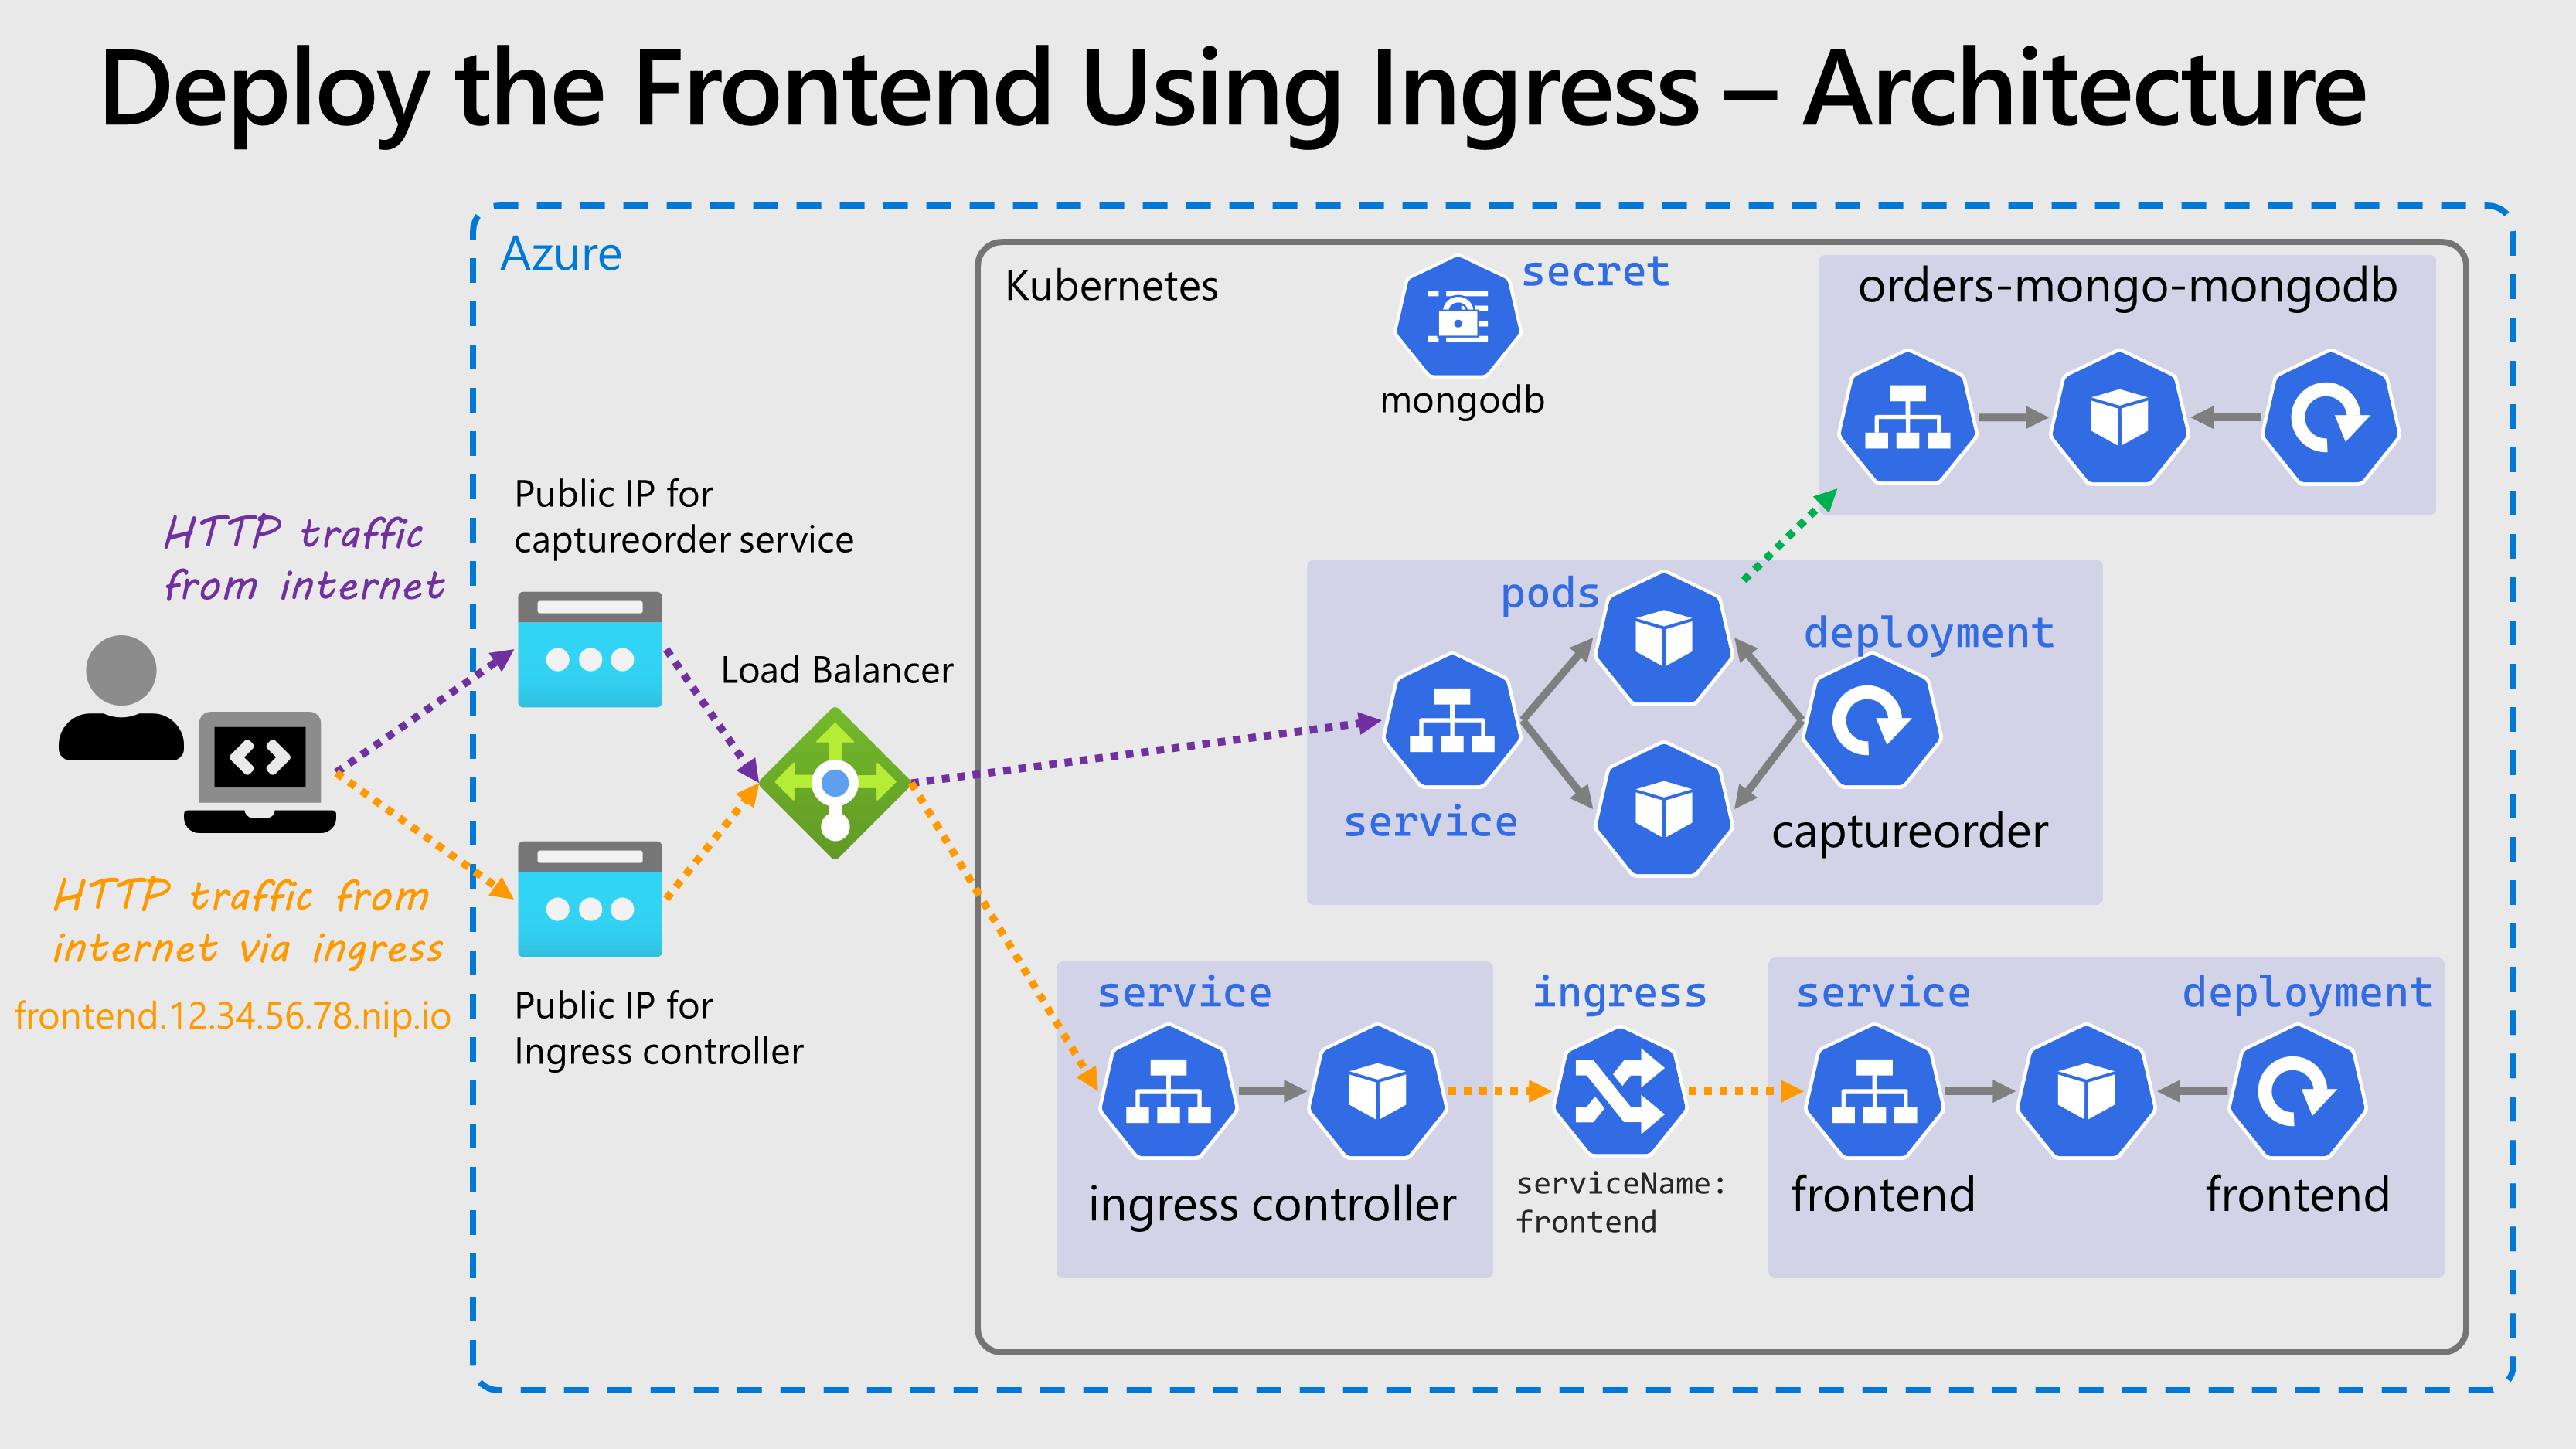 Deploy the Frontend Using Ingress – Architecture
Azure
Kubernetes
secret
mongodb
orders-mongo-mongodb
Public IP for
captureorder service
HTTP traffic
from internet
Load Balancer
pods
deployment
service
captureorder
HTTP traffic from
internet via ingress
frontend.12.34.56.78.nip.io
Public IP for
Ingress controller
service
ingress controller
ingress
serviceName:
frontend
service
deployment
frontend
frontend